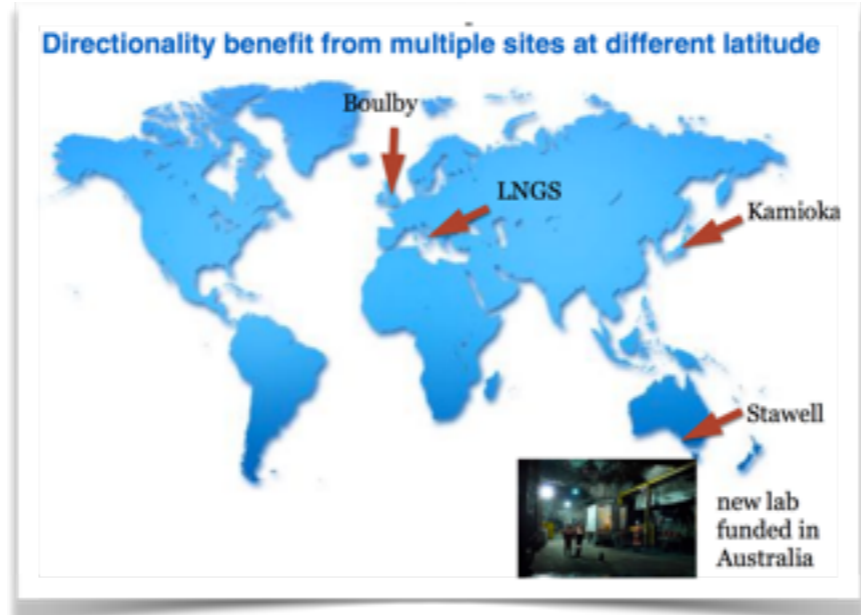 Directionality benefit from multiple sites at different latitude
Boulby
LNGS
Kamioka
Stawell
new lab
funded in
Australia